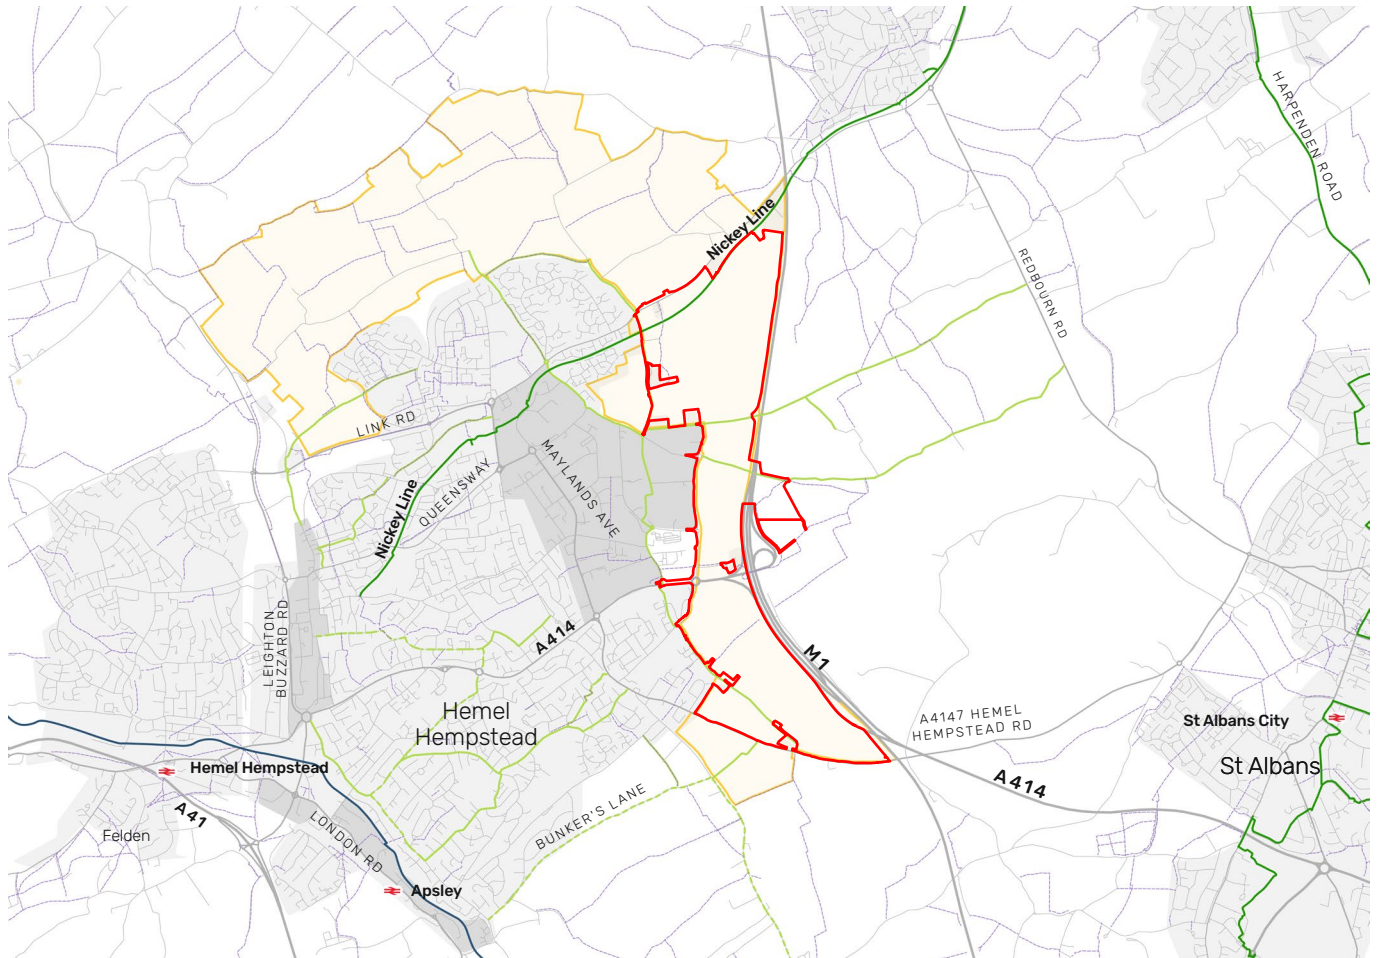 HARPENDEN ROAD
Nickey Line
REDBOURN RD
LINK RD
MAYLANDS AVE
QUEENSWAY
Nickey Line
LEIGHTON
BUZZARD RD
A414
M1
Hemel
Hempstead
A4147 HEMEL
HEMPSTEAD RD
St Albans City
St Albans
Hemel Hempstead
A414
BUNKER'S LANE
A41
LONDON RD
Felden
Apsley